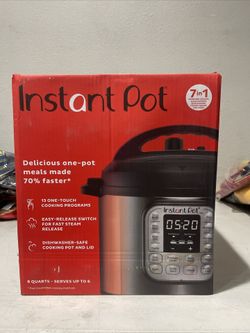 Instant Pot
7 in 1
Delicious one-pot
meals made
70% faster*
13 ONE-TOUCH
COOKING PROGRAMS
EASY-RELEASE SWITCH
FOR FAST STEAM
RELEASE
DISHWASHER-SAFE
COOKING POT AND LID
Instant Pot
05:20
6 QUARTS · SERVES UP TO 6